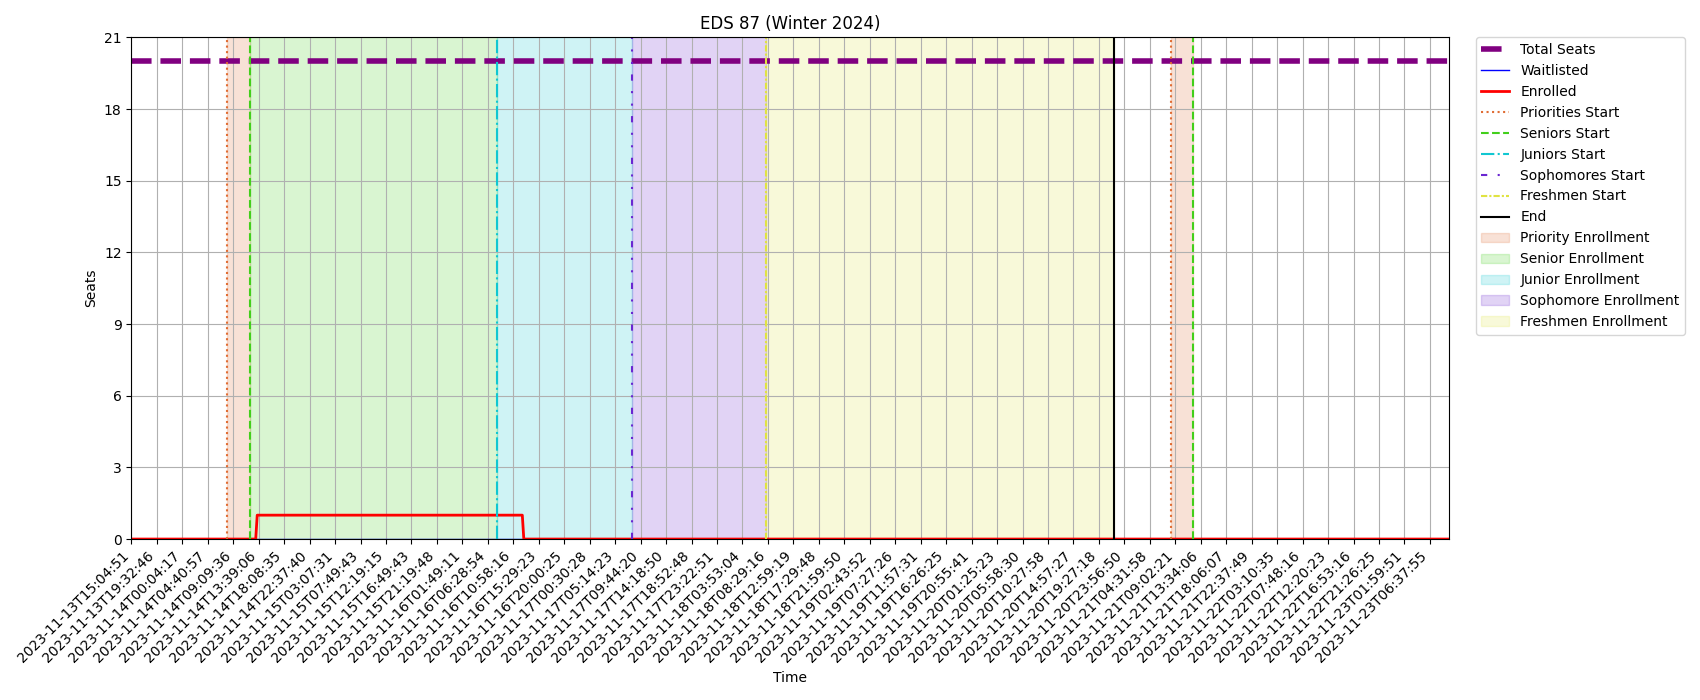 EDS 87 (Winter 2024)
21
18
15
12
9
6
3
0
Seats
2023-11-13T15:04:51
2023-11-13T19:32:46
2023-11-14T00:04:17
2023-11-14T04:40:57
2023-11-14T09:09:36
2023-11-14T13:39:06
2023-11-14T18:08:35
2023-11-14T22:37:40
2023-11-15T03:07:31
2023-11-15T07:49:43
2023-11-15T12:19:15
2023-11-15T16:49:43
2023-11-15T21:19:48
2023-11-16T01:49:11
2023-11-16T06:28:54
2023-11-16T10:58:16
2023-11-16T15:29:23
2023-11-16T20:00:25
2023-11-17T00:30:28
2023-11-17T05:14:23
2023-11-17T09:44:20
2023-11-17T14:18:50
2023-11-17T18:52:48
2023-11-17T23:22:51
2023-11-18T03:53:04
2023-11-18T08:29:16
2023-11-18T12:59:19
2023-11-18T17:29:48
2023-11-18T21:59:50
2023-11-19T02:43:52
2023-11-19T07:27:26
2023-11-19T11:57:31
2023-11-19T16:26:25
2023-11-19T20:55:41
2023-11-20T01:25:23
2023-11-20T05:58:30
2023-11-20T10:27:58
2023-11-20T14:57:27
2023-11-20T19:27:18
2023-11-20T23:56:50
2023-11-21T04:31:58
2023-11-21T09:02:21
2023-11-21T13:34:06
2023-11-21T18:06:07
2023-11-21T22:37:49
2023-11-22T03:10:35
2023-11-22T07:48:16
2023-11-22T12:20:23
2023-11-22T16:53:16
2023-11-22T21:26:25
2023-11-23T01:59:51
2023-11-23T06:37:55
Time
Total Seats
Waitlisted
Enrolled
Priorities Start
Seniors Start
Juniors Start
Sophomores Start
Freshmen Start
End
Priority Enrollment
Senior Enrollment
Junior Enrollment
Sophomore Enrollment
Freshmen Enrollment